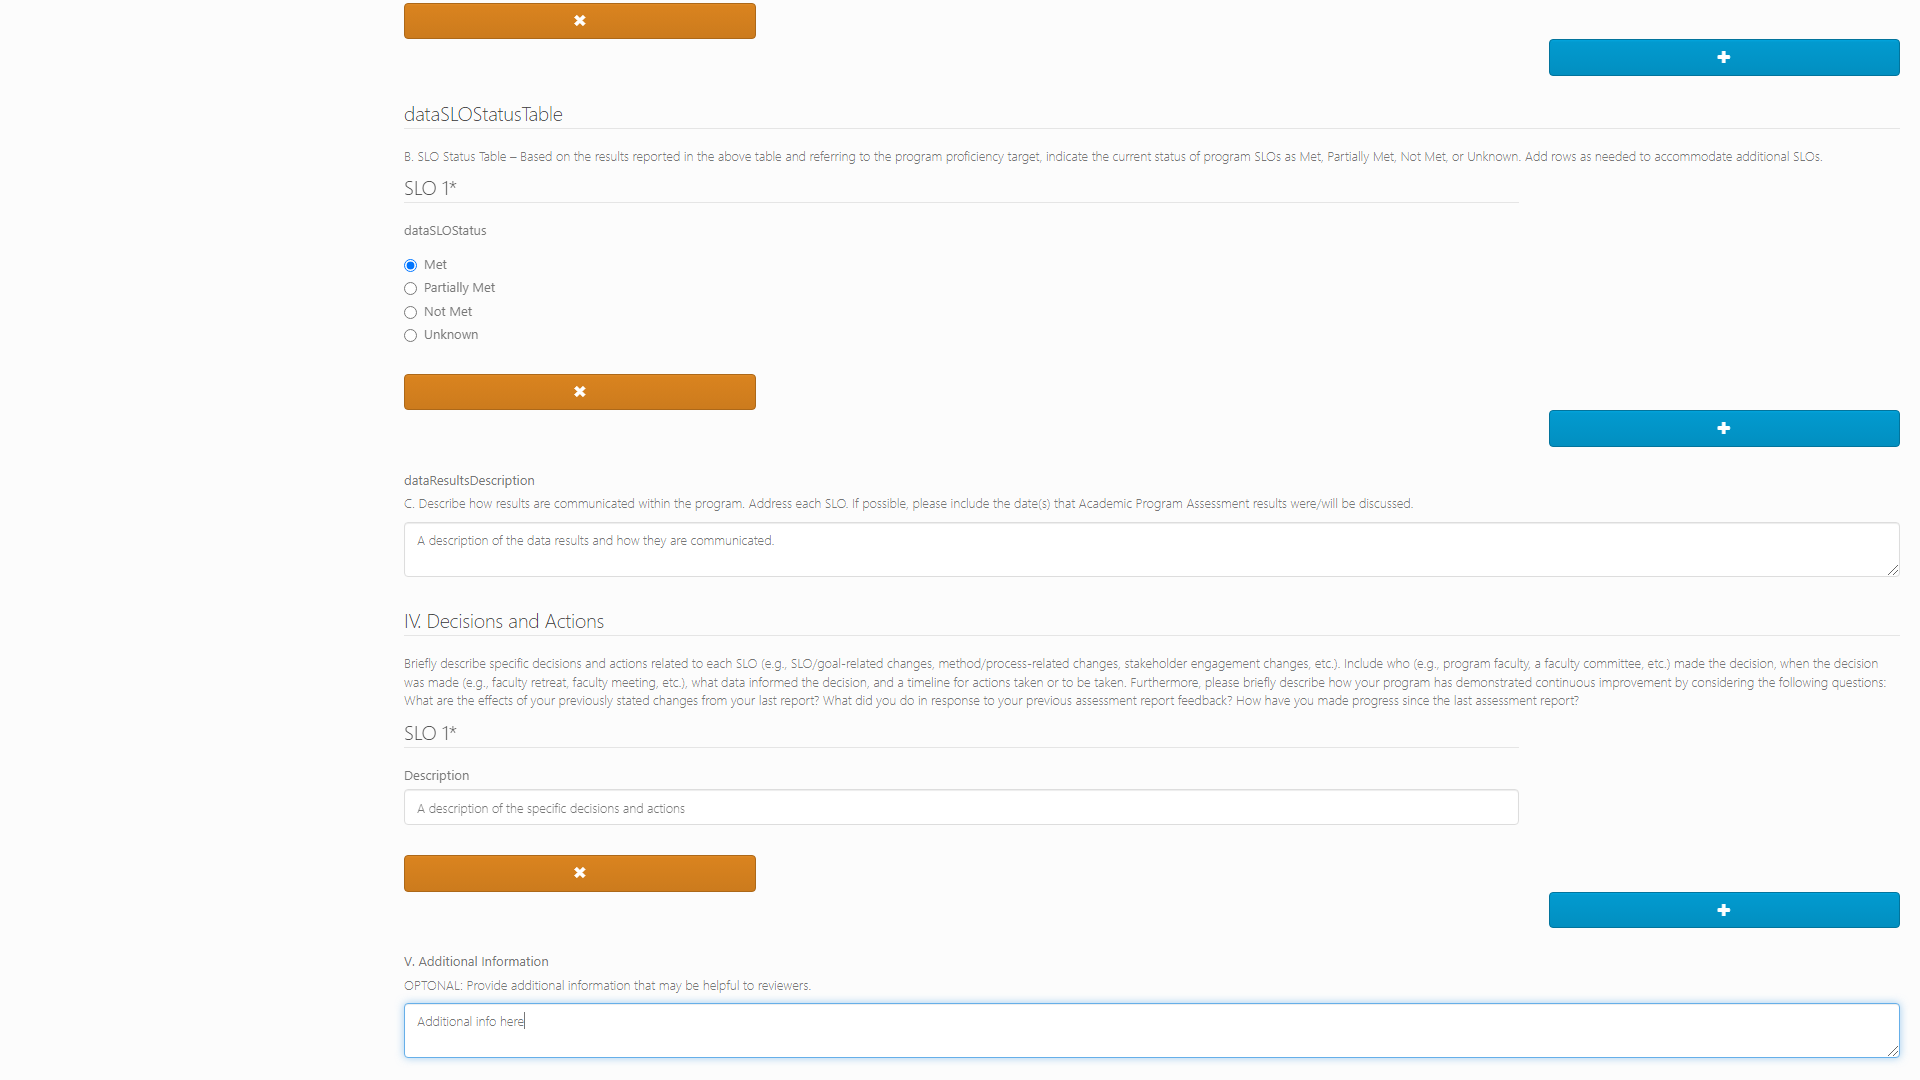 dataSLOStatusTable
B. SLO Status Table – Based on the results reported in the above table and referring to the program proficiency target, indicate the current status of program SLOs as Met, Partially Met, Not Met, or Unknown. Add rows as needed to accommodate additional SLOs.
SLO 1*
dataSLOStatus
Met
Partially Met
Not Met
Unknown
dataResultsDescription
C. Describe how results are communicated within the program. Address each SLO. If possible, please include the date(s) that Academic Program Assessment results were/will be discussed.
A description of the data results and how they are communicated.
IV. Decisions and Actions
Briefly describe specific decisions and actions related to each SLO (e.g., SLO/goal-related changes, method/process-related changes, stakeholder engagement changes, etc.). Include who (e.g., program faculty, a faculty committee, etc.) made the decision, when the decision
was made (e.g., faculty retreat, faculty meeting, etc.), what data informed the decision, and a timeline for actions taken or to be taken. Furthermore, please briefly describe how your program has demonstrated continuous improvement by considering the following questions:
What are the effects of your previously stated changes from your last report? What did you do in response to your previous assessment report feedback? How have you made progress since the last assessment report?
SLO 1*
Description
A description of the specific decisions and actions
V. Additional Information
OPTONAL: Provide additional information that may be helpful to reviewers.
Additional info here